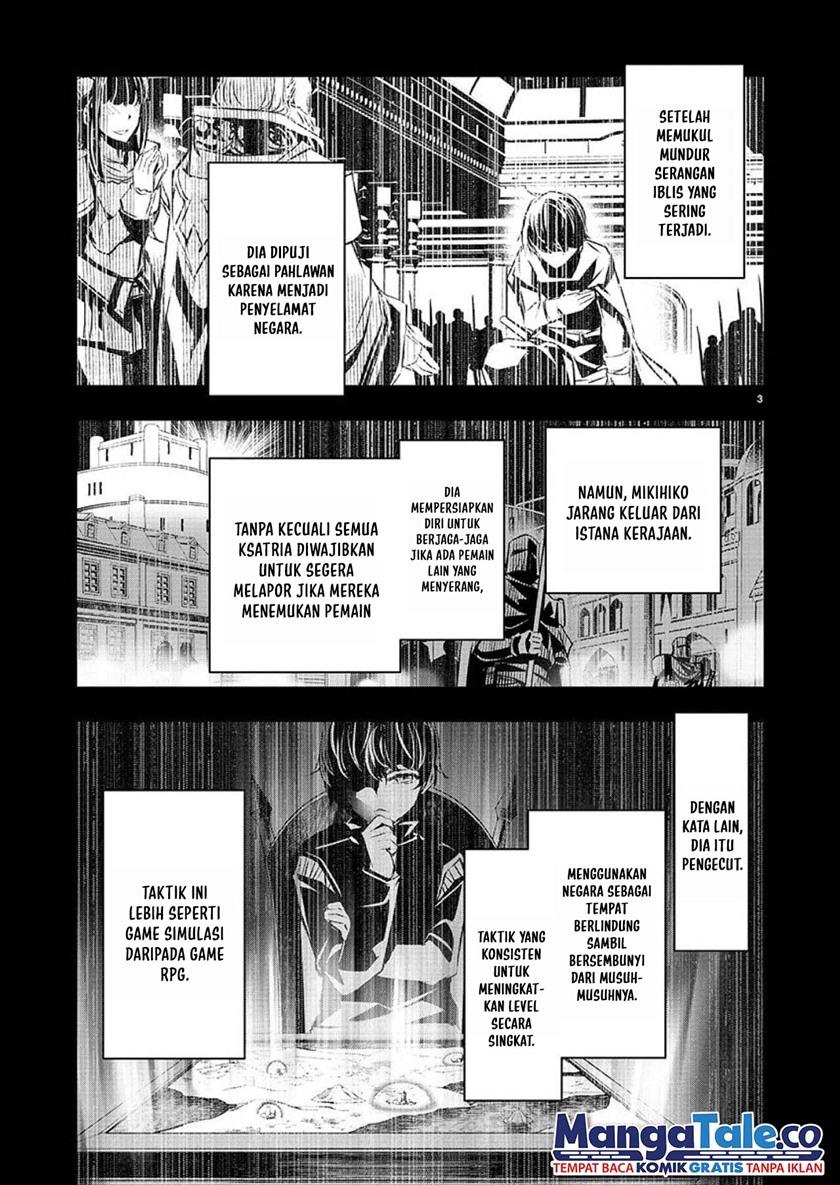 SETELAH
MEMUKUL
MUNDUR
SERANGAN
IBLIS YANG
SERING
TERJADI.
DIA DIPUJI
SEBAGAI PAHLAWAN
KARENA MENJADI
PENYELAMAT
NEGARA.
3
NAMUN, MIKIHIKO
JARANG KELUAR DARI
ISTANA KERAJAAN.
DIA
MEMPERSIAPKAN
DIRI UNTUK
BERJAGA-JAGA
JIKA ADA PEMAIN
LAIN YANG
MENYERANG,
TANPA KECUALI SEMUA
KSATRIA DIWAJIBKAN
UNTUK SEGERA
MELAPOR JIKA MEREKA
MENEMUKAN PEMAIN
DENGAN
KATA LAIN,
DIA ITU
PENGECUT.
MENGGUNAKAN
NEGARA SEBAGAI
TEMPAT
BERLINDUNG
SAMBIL
BERSEMBUNYI
DARI MUSUH-
MUSUHNYA.
TAKTIK YANG
KONSISTEN
UNTUK
MENINGKAT-
KAN LEVEL
SECARA
SINGKAT.
TAKTIK INI
LEBIH SEPERTI
GAME SIMULASI
DARIPADA GAME
RPG.
MangaTale.co
TEMPAT BACA KOMIK GRATIS TANPA IKLAN